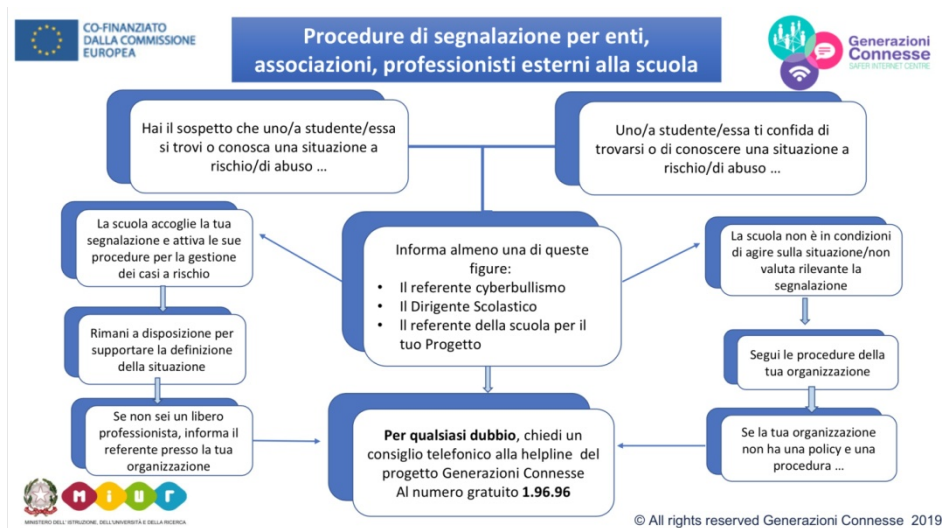 CO-FINANZIATO
DALLA COMMISSIONE
EUROPEA
Procedure di segnalazione per enti,
associazioni, professionisti esterni alla scuola
Generazioni
Connesse
SAFER INTERNET CENTRE
Hai il sospetto che uno/a studente/essa
si trovi o conosca una situazione a
rischio/di abuso …
Uno/a studente/essa ti confida di
trovarsi o di conoscere una situazione a
rischio/di abuso …
La scuola accoglie la tua
segnalazione e attiva le sue
procedure per la gestione
dei casi a rischio
Informa almeno una di queste
figure:
• Il referente cyberbullismo
• Il Dirigente Scolastico
• Il referente della scuola per il
tuo Progetto
La scuola non è in condizioni
di agire sulla situazione/non
valuta rilevante la
segnalazione
Rimani a disposizione per
supportare la definizione
della situazione
Segui le procedure della
tua organizzazione
Se non sei un libero
professionista, informa il
referente presso la tua
organizzazione
Per qualsiasi dubbio, chiedi un
consiglio telefonico alla helpline del
progetto Generazioni Connesse
Al numero gratuito 1.96.96
Se la tua organizzazione
non ha una policy e una
procedura …
miur
MINISTERO DELL' ISTRUZIONE, DELL'UNIVERSITÀ E DELLA RICERCA
© All rights reserved Generazioni Connesse 2019